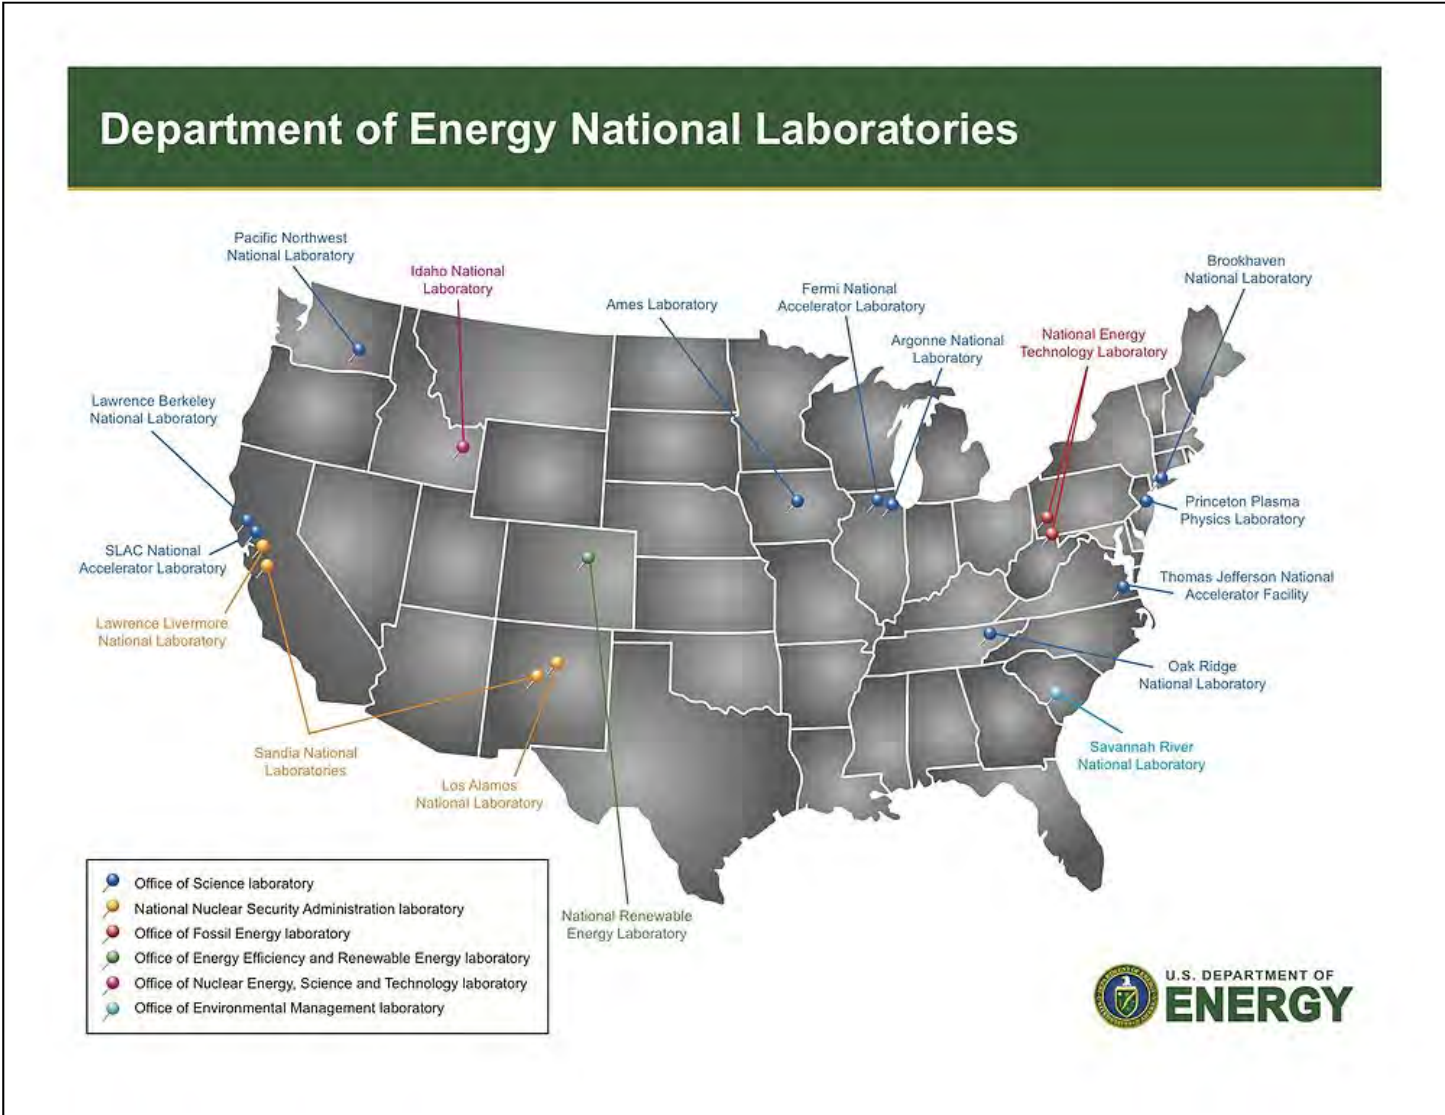 Department of Energy National Laboratories
Pacific Northwest
National Laboratory
Idaho National
Laboratory
Ames Laboratory
Fermi National
Accelerator Laboratory
Argonne National
Laboratory
National Energy
Technology Laboratory
Brookhaven
National Laboratory
Lawrence Berkeley
National Laboratory
SLAC National
Accelerator Laboratory
Lawrence Livermore
National Laboratory
Sandia National
Laboratories
Los Alamos
National Laboratory
National Renewable
Energy Laboratory
Princeton Plasma
Physics Laboratory
Thomas Jefferson National
Accelerator Facility
Oak Ridge
National Laboratory
Savannah River
National Laboratory
Office of Science laboratory
National Nuclear Security Administration laboratory
Office of Fossil Energy laboratory
Office of Energy Efficiency and Renewable Energy laboratory
Office of Nuclear Energy, Science and Technology laboratory
Office of Environmental Management laboratory
U.S. DEPARTMENT OF
ENERGY